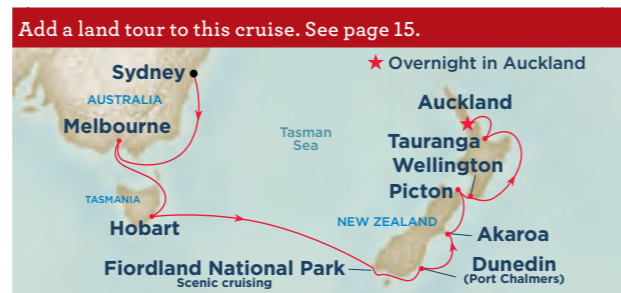 Add a land tour to this cruise. See page 15.
Sydney
★ Overnight in Auckland
AUSTRALIA
Auckland
Melbourne
Tasman
Sea
Tauranga
Wellington
TASMANIA
Picton
Hobart
NEW ZEALAND
Akaroa
Fiordland National Park
Scenic cruising
Dunedin
(Port Chalmers)